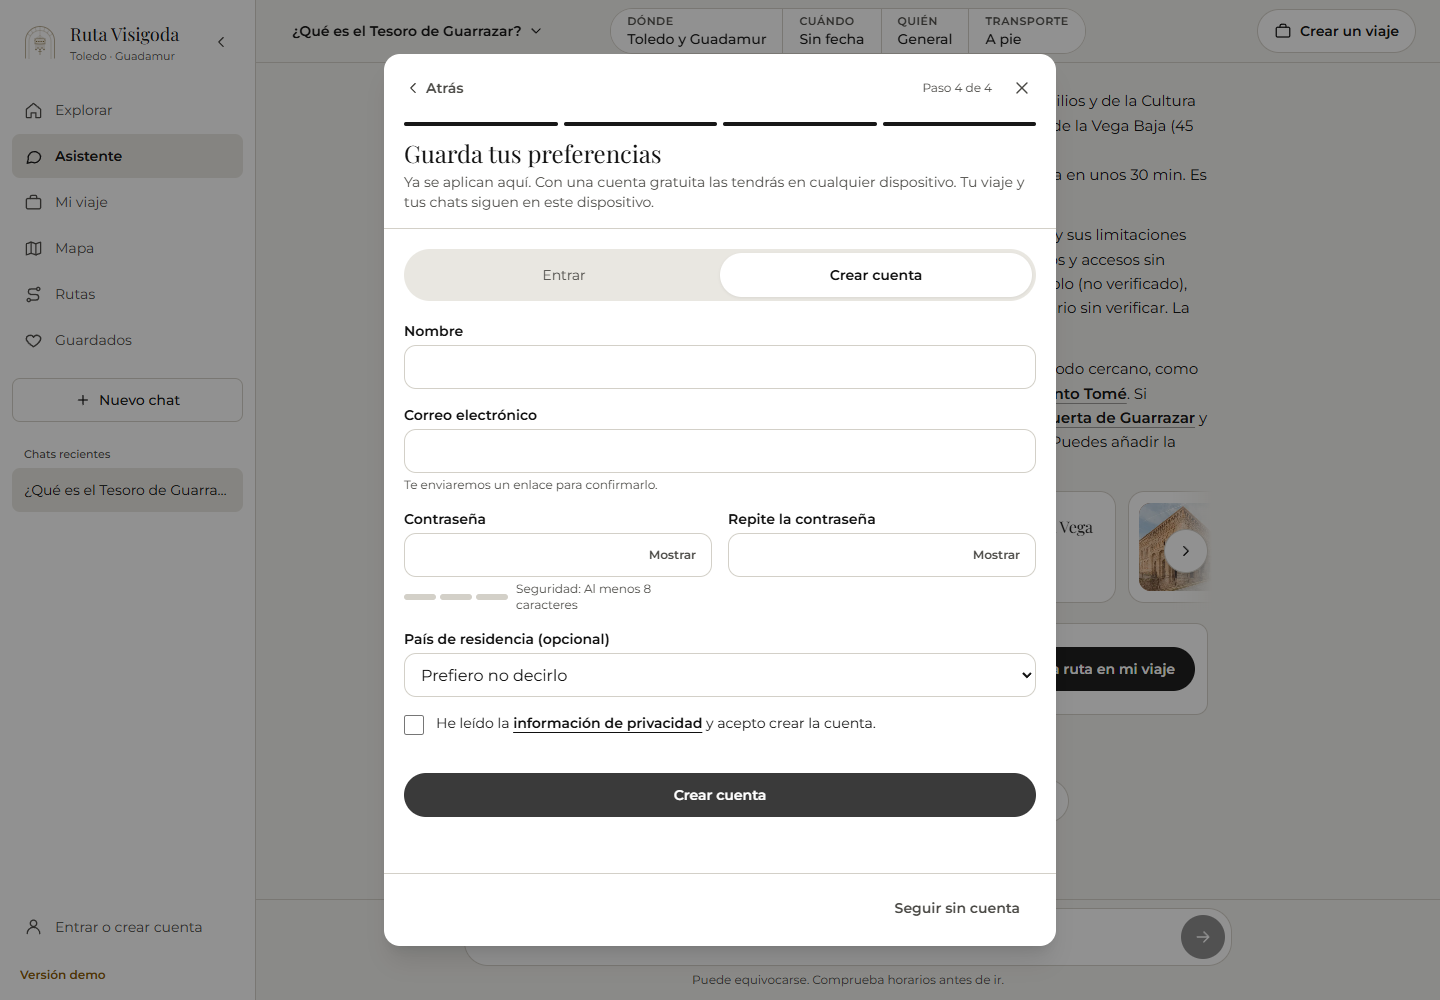 Ruta Visigoda
Toledo · Guadamur
Explorar
Asistente
Mi viaje
Mapa
Rutas
Guardados
Nuevo chat
Chats recientes
¿Qué es el Tesoro de Guarra...
Entrar o crear cuenta
Versión demo
¿Qué es el Tesoro de Guarrazar?
DÓNDE
Toledo y Guadamur
CUÁNDO
Sin fecha
QUIÉN
General
TRANSPORTE
A pie
Crear un viaje
Atrás
Paso 4 de 4
Guarda tus preferencias
Ya se aplican aquí. Con una cuenta gratuita las tendrás en cualquier dispositivo. Tu viaje y
tus chats siguen en este dispositivo.
Entrar
Crear cuenta
Nombre
Correo electrónico
Te enviaremos un enlace para confirmarlo.
Contraseña
Mostrar
Repite la contraseña
Mostrar
Seguridad: Al menos 8
caracteres
País de residencia (opcional)
Prefiero no decirlo
He leído la información de privacidad y acepto crear la cuenta.
Crear cuenta
Seguir sin cuenta
y de la Cultura
de la Vega Baja (45
en unos 30 min. Es
y sus limitaciones
y accesos sin
(no verificado),
sin verificar. La
cercano, como
Tomé. Si
de Guarrazar y
Puedes añadir la
Vega
ruta en mi viaje
Puede equivocarse. Comprueba horarios antes de ir.